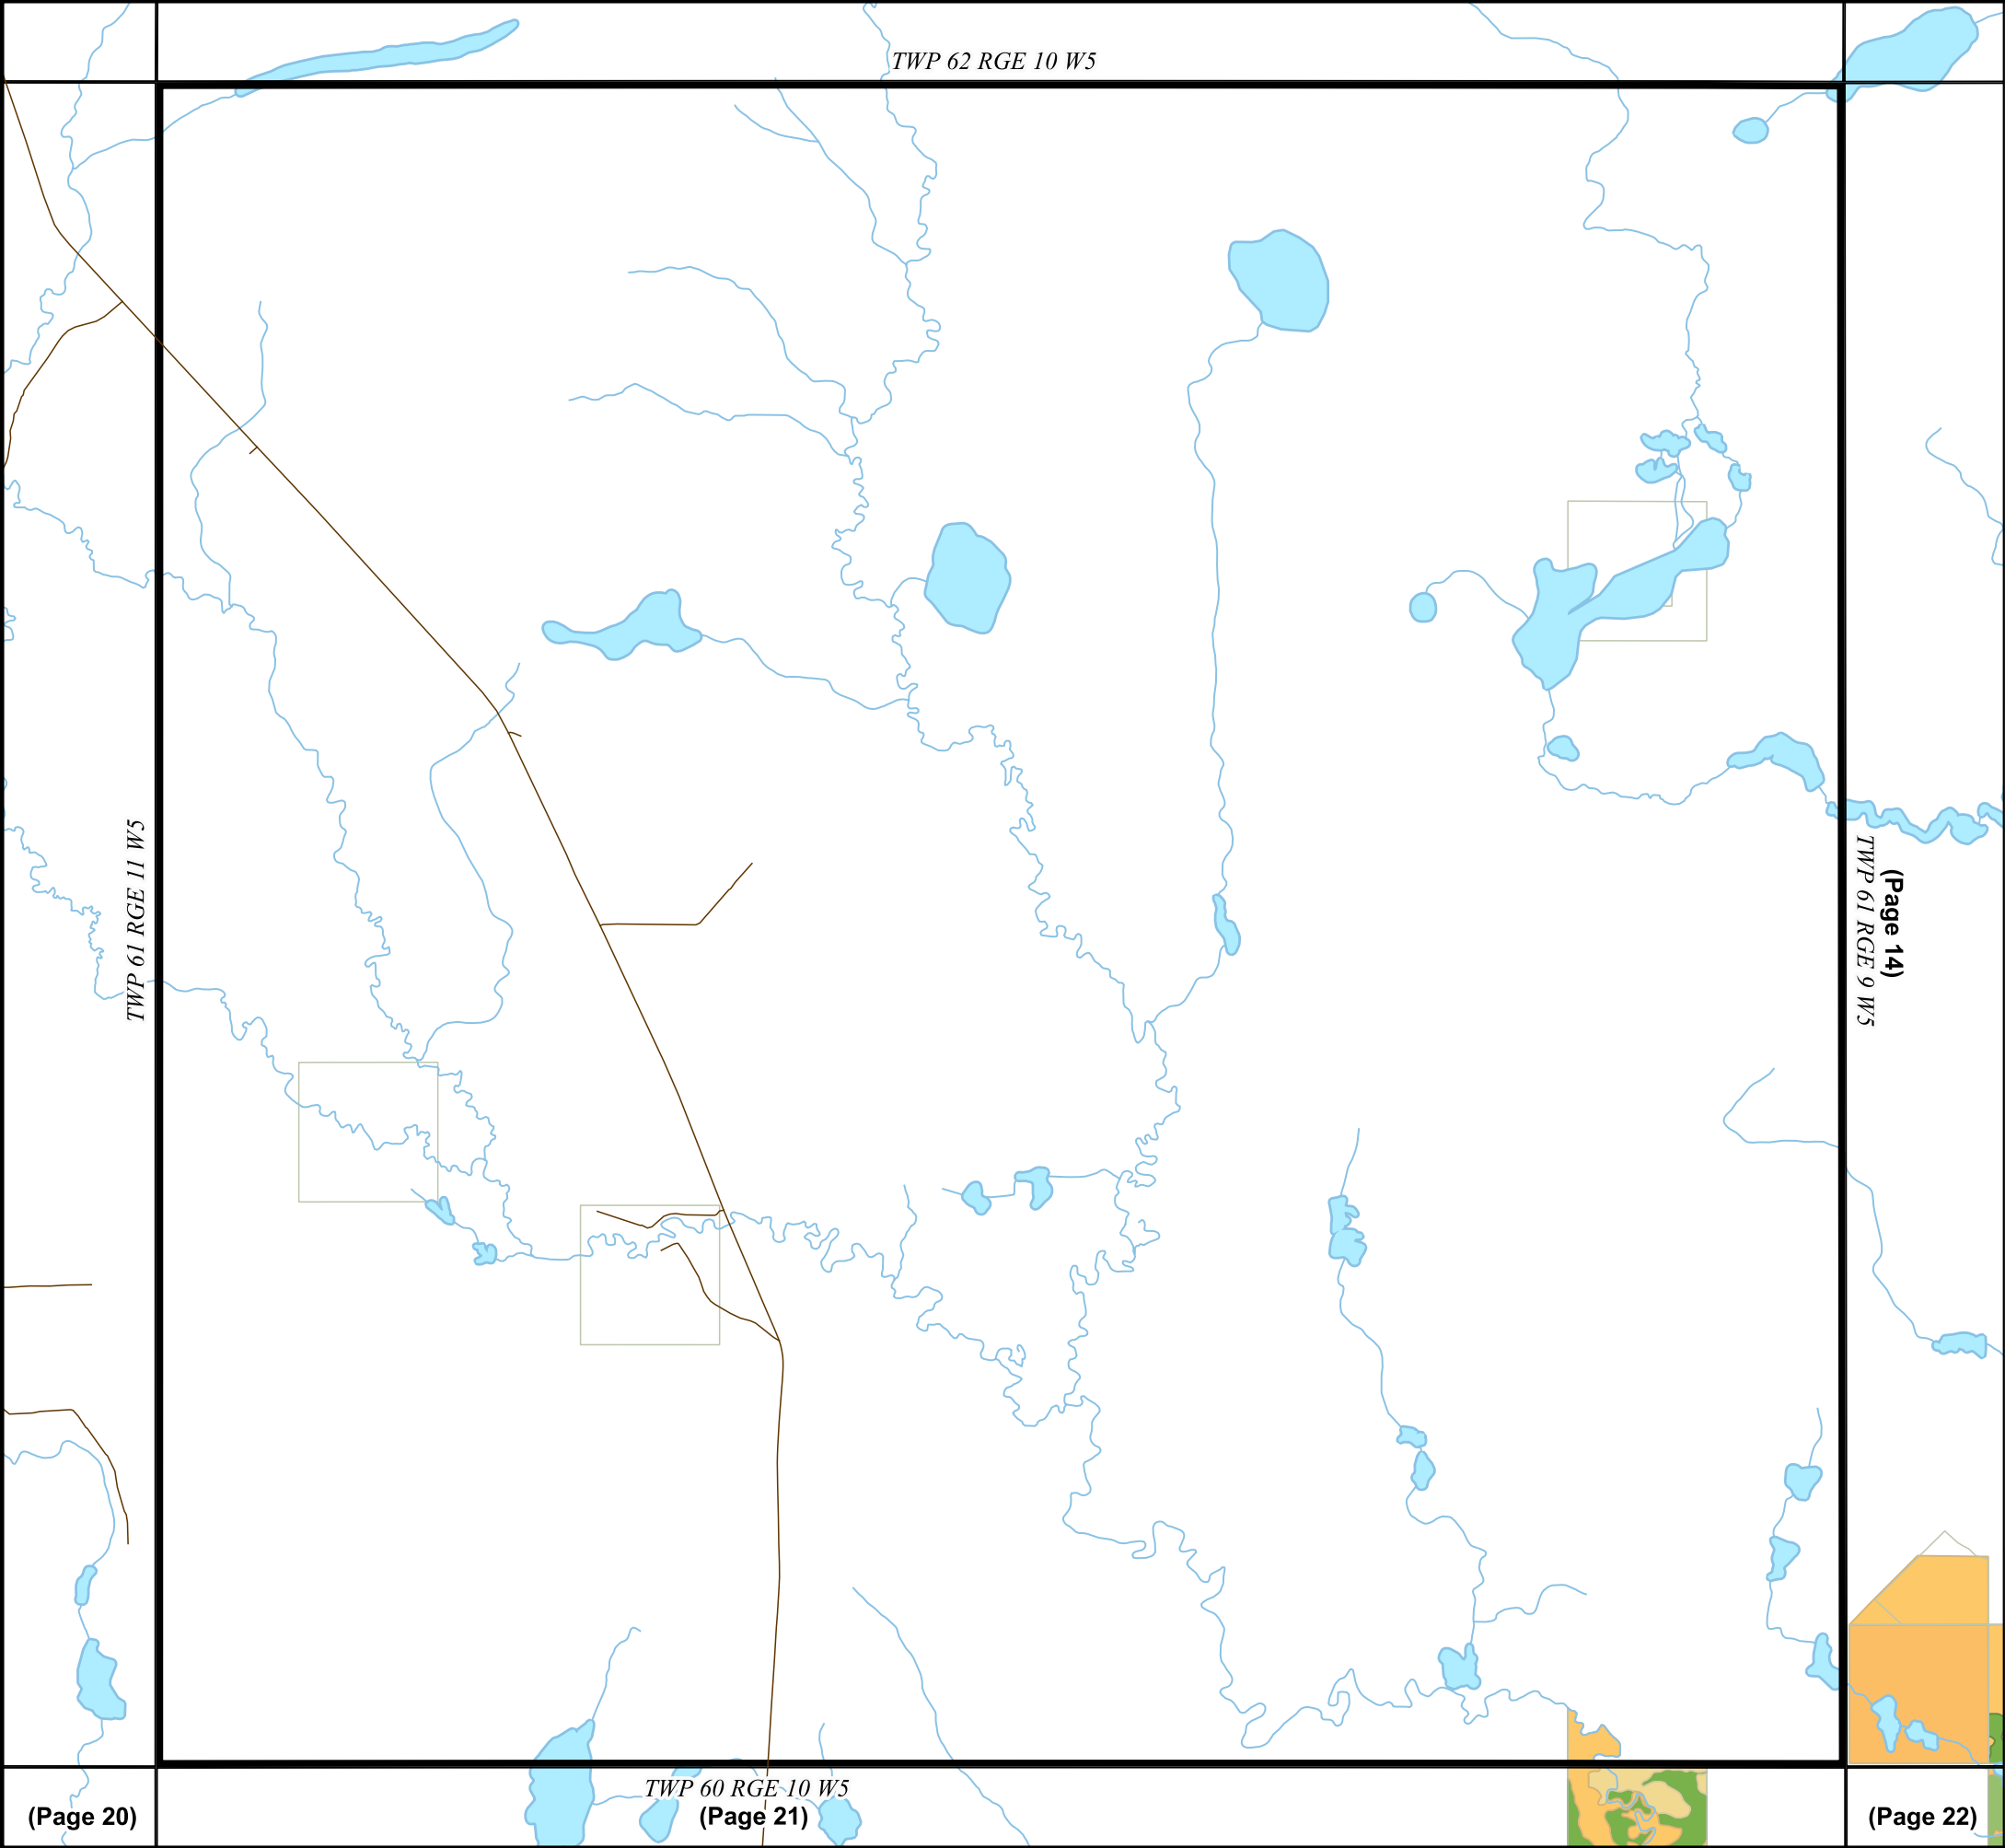 TWP 62 RGE 10 W5
TWP 61 RGE 11 W5
(Page 14)
TWP 61 RGE 9 W5
TWP 60 RGE 10 W5
(Page 20)
(Page 21)
(Page 22)